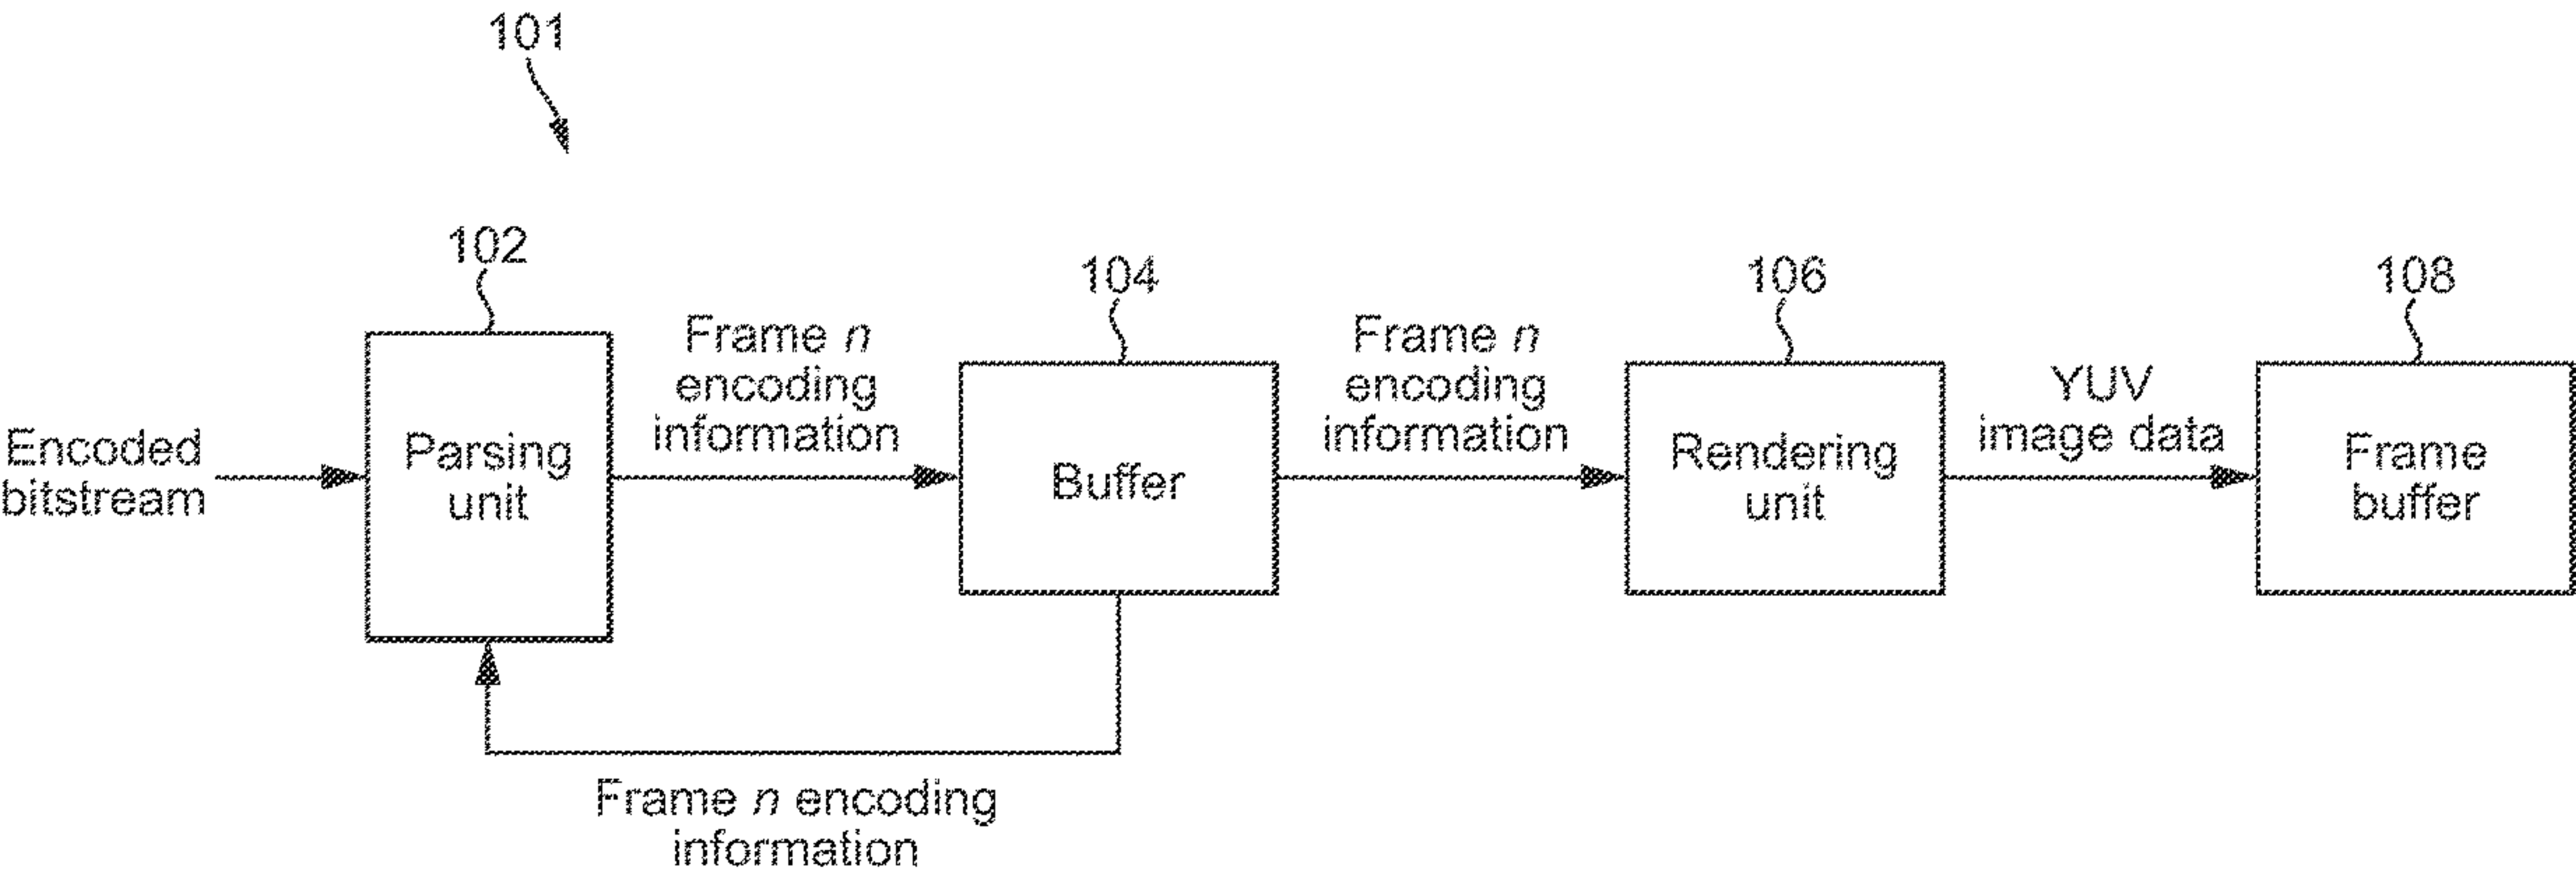 101
102
104
106
108
Encoded
bitstream
Parsing
unit
Frame n
encoding
information
Buffer
Frame n
encoding
information
Rendering
unit
YUV
image data
Frame
buffer
Frame n encoding
information